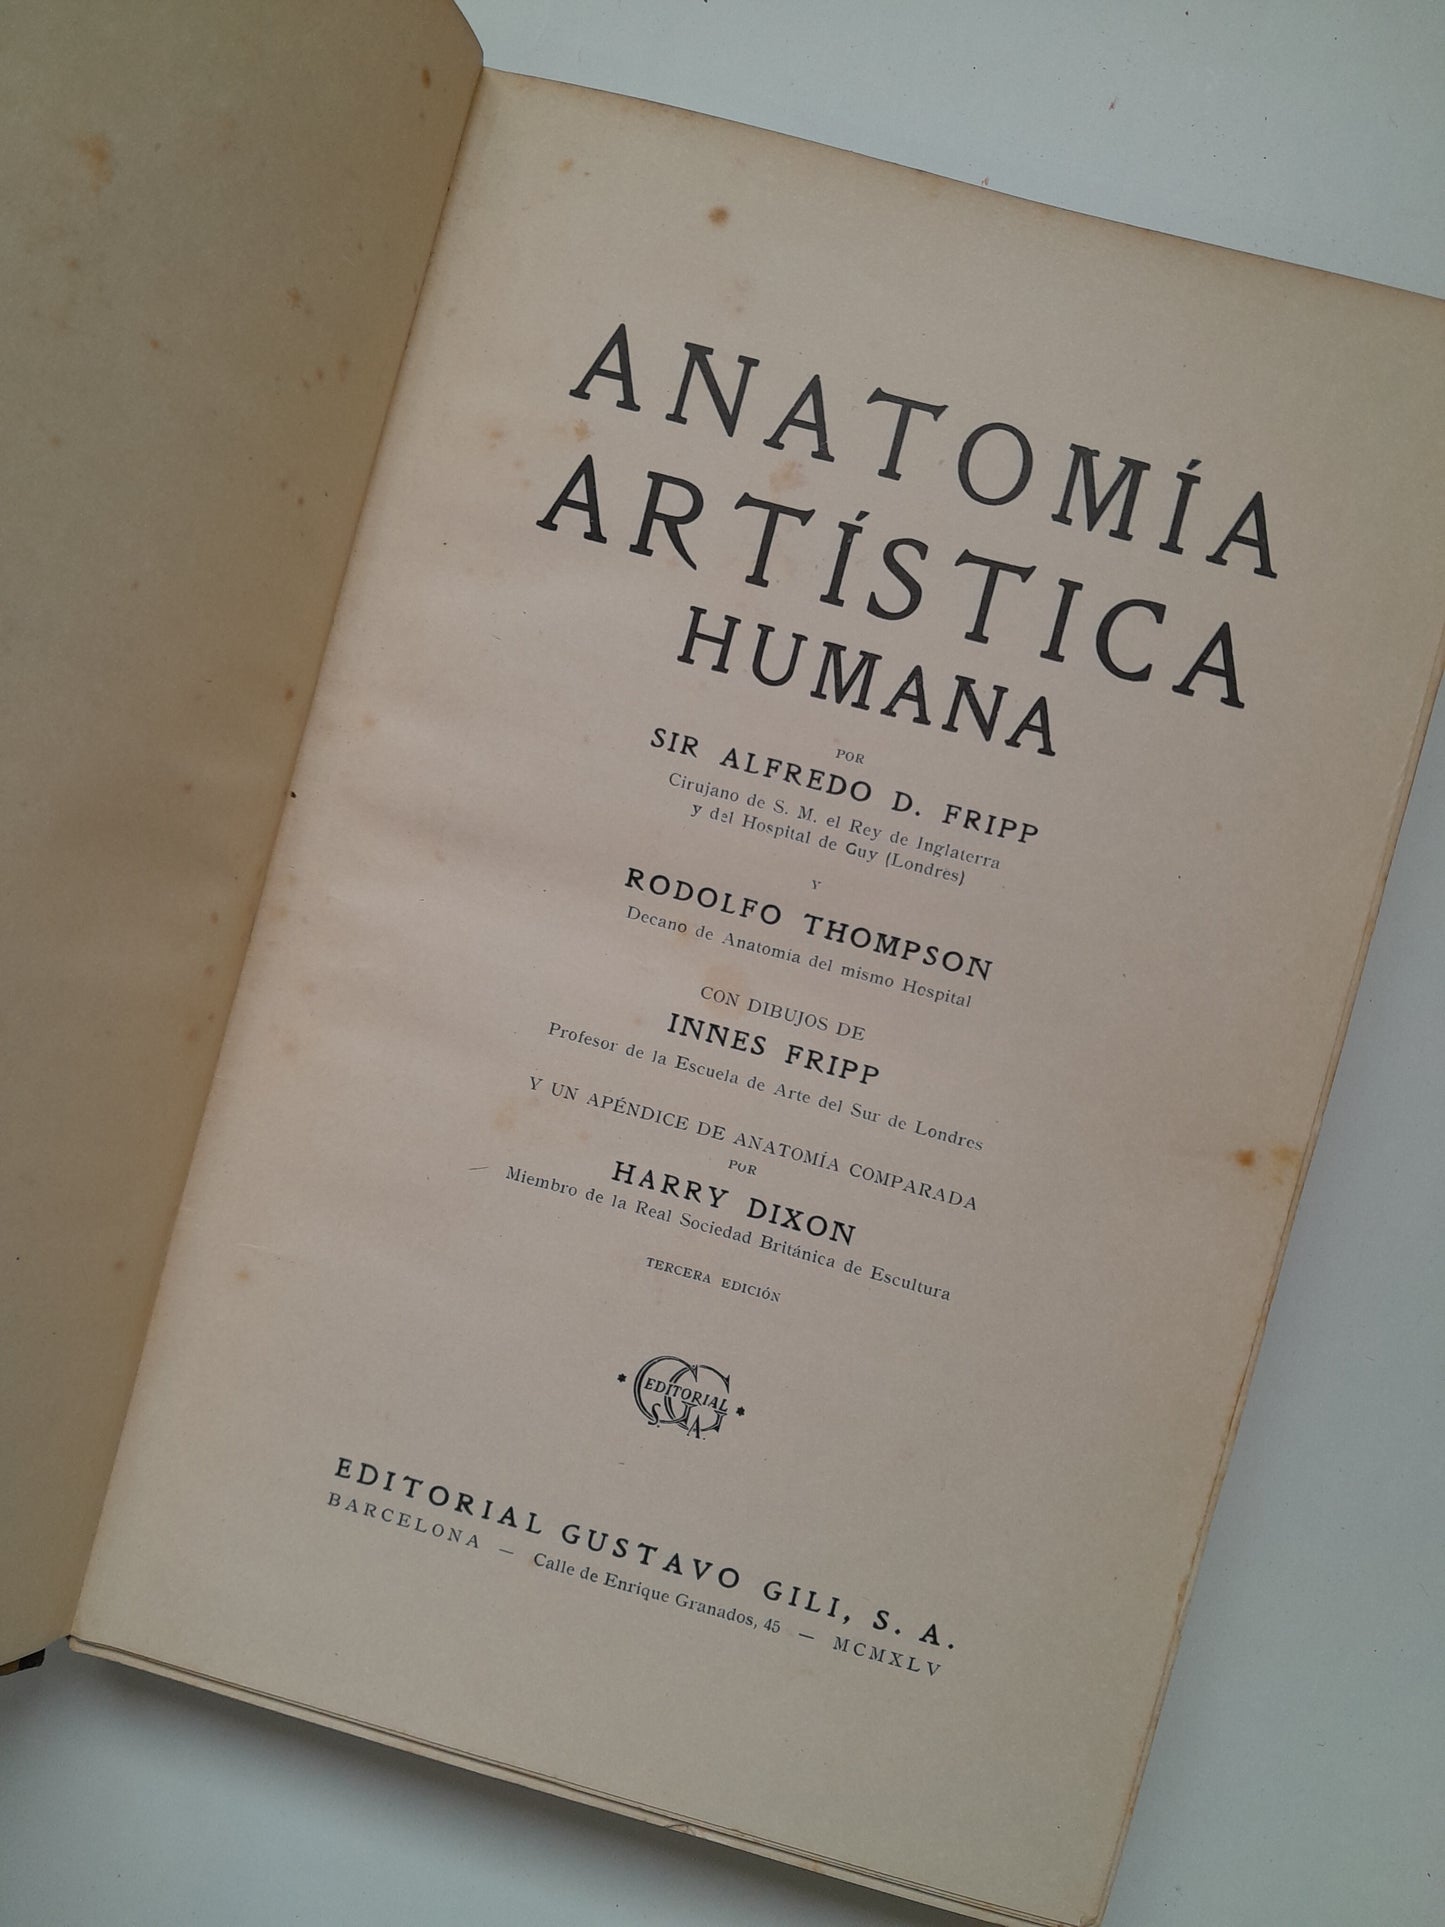 ANATOMÍA
ARTÍSTICA
HUMANA
POR
SIR ALFREDO D. FRIPP
Cirujano de S. M. el Rey de Inglaterra
y del Hospital de Guy (Londres)
Y
RODOLFO THOMPSON
Decano de Anatomía del mismo Hospital
CON DIBUJOS DE
INNES FRIPP
Profesor de la Escuela de Arte del Sur de Londres
Y UN APÉNDICE DE ANATOMÍA COMPARADA
POR
HARRY DIXON
Miembro de la Real Sociedad Británica de Escultura
TERCERA EDICIÓN
GG
EDITORIAL
S. A.
EDITORIAL GUSTAVO GILI, S. A.
BARCELONA — Calle de Enrique Granados, 45 — MCMXLV